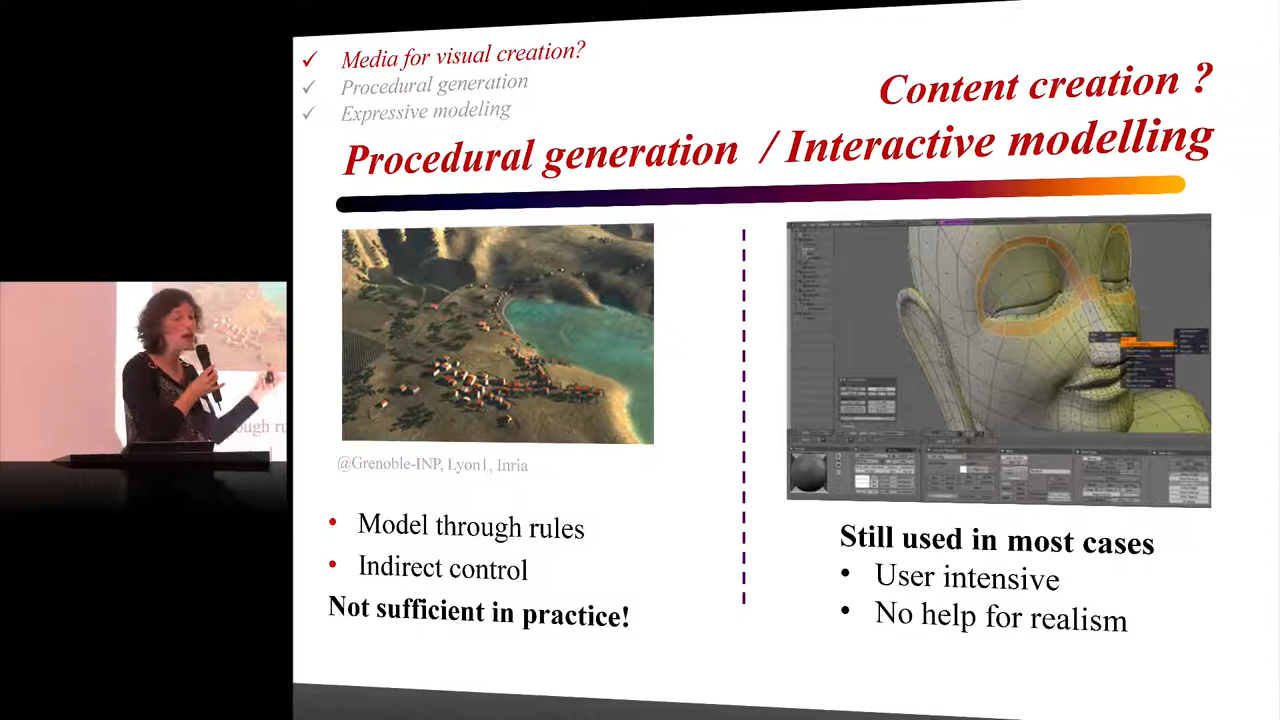 ✓ Media for visual creation?
✓ Procedural generation
✓ Expressive modeling
Content creation ?
Procedural generation / Interactive modelling
@Grenoble-INP, Lyon1, Inria
• Model through rules
• Indirect control
Not sufficient in practice!
Still used in most cases
• User intensive
• No help for realism